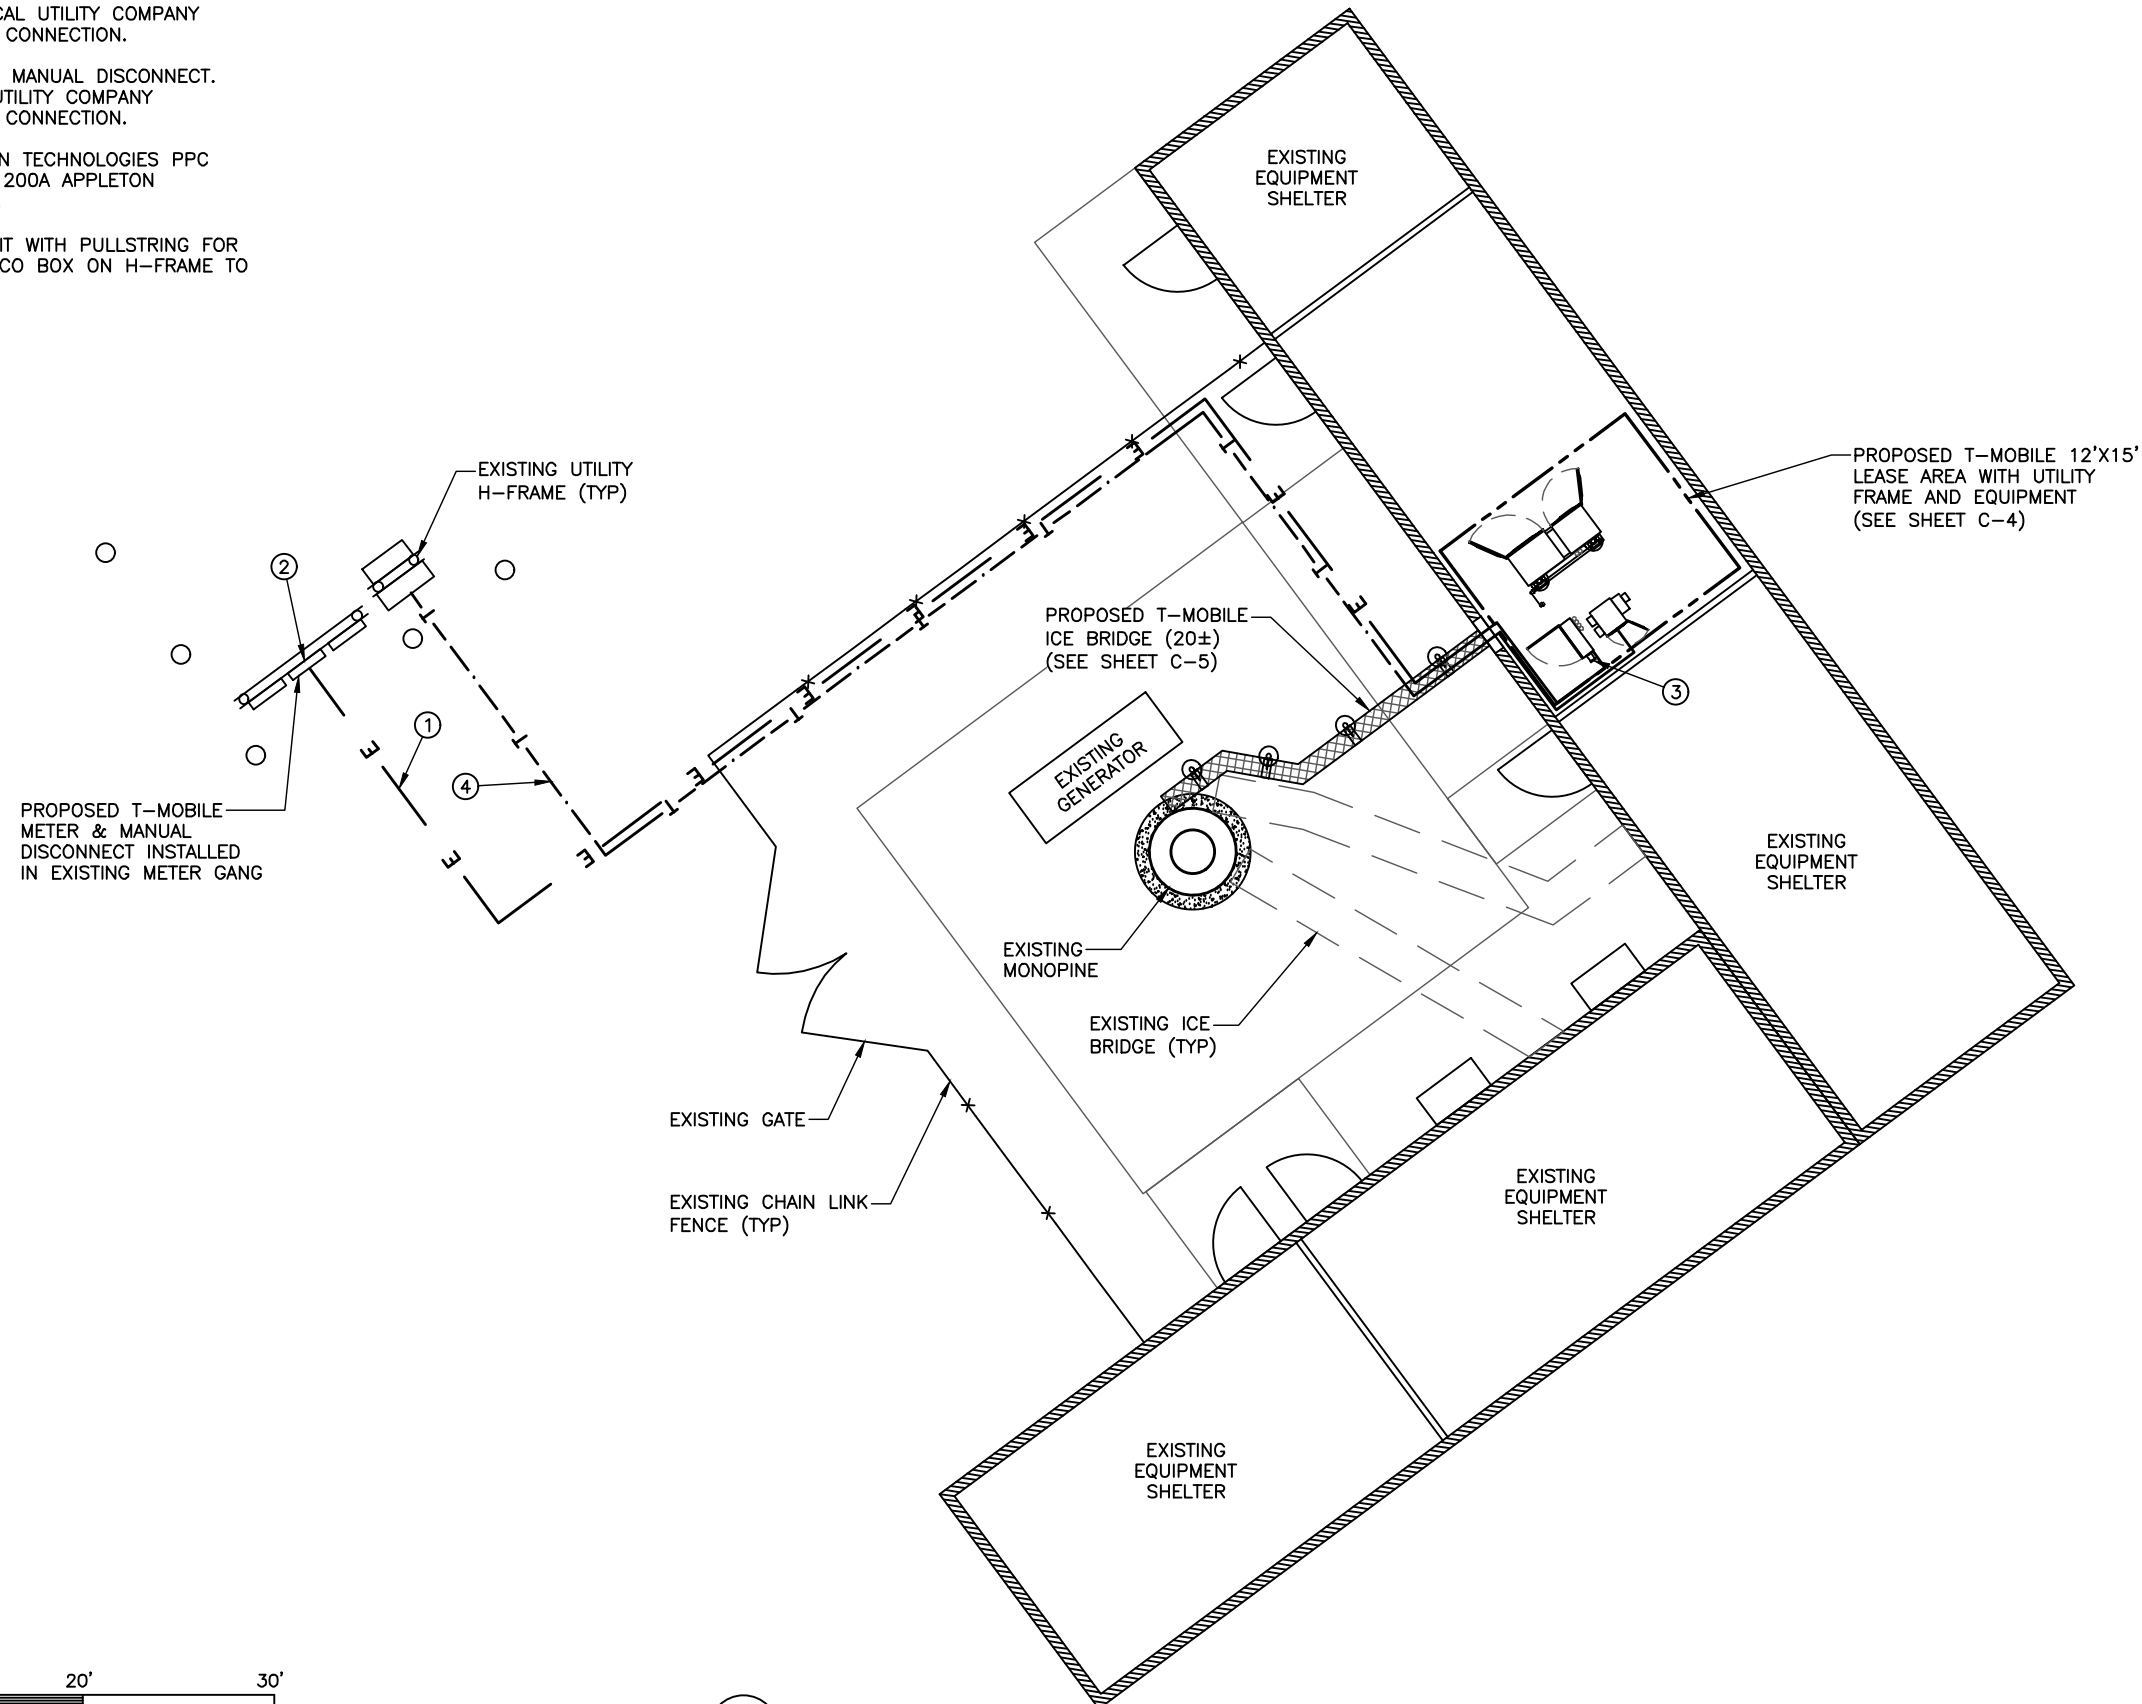 CAL UTILITY COMPANY
CONNECTION.
MANUAL DISCONNECT.
UTILITY COMPANY
CONNECTION.
N TECHNOLOGIES PPC
200A APPLETON
IT WITH PULLSTRING FOR
CO BOX ON H-FRAME TO
EXISTING
EQUIPMENT
SHELTER
EXISTING UTILITY
H-FRAME (TYP)
PROPOSED T-MOBILE 12'X15'
LEASE AREA WITH UTILITY
FRAME AND EQUIPMENT
(SEE SHEET C-4)
2
PROPOSED T-MOBILE
ICE BRIDGE (20±)
(SEE SHEET C-5)
3
1
4
EXISTING
GENERATOR
PROPOSED T-MOBILE
METER & MANUAL
DISCONNECT INSTALLED
IN EXISTING METER GANG
EXISTING
EQUIPMENT
SHELTER
EXISTING
MONOPINE
EXISTING ICE
BRIDGE (TYP)
EXISTING GATE
EXISTING CHAIN LINK
FENCE (TYP)
EXISTING
EQUIPMENT
SHELTER
EXISTING
EQUIPMENT
SHELTER
E E E E E E E E E E
T T T T T T T T
20' 30'